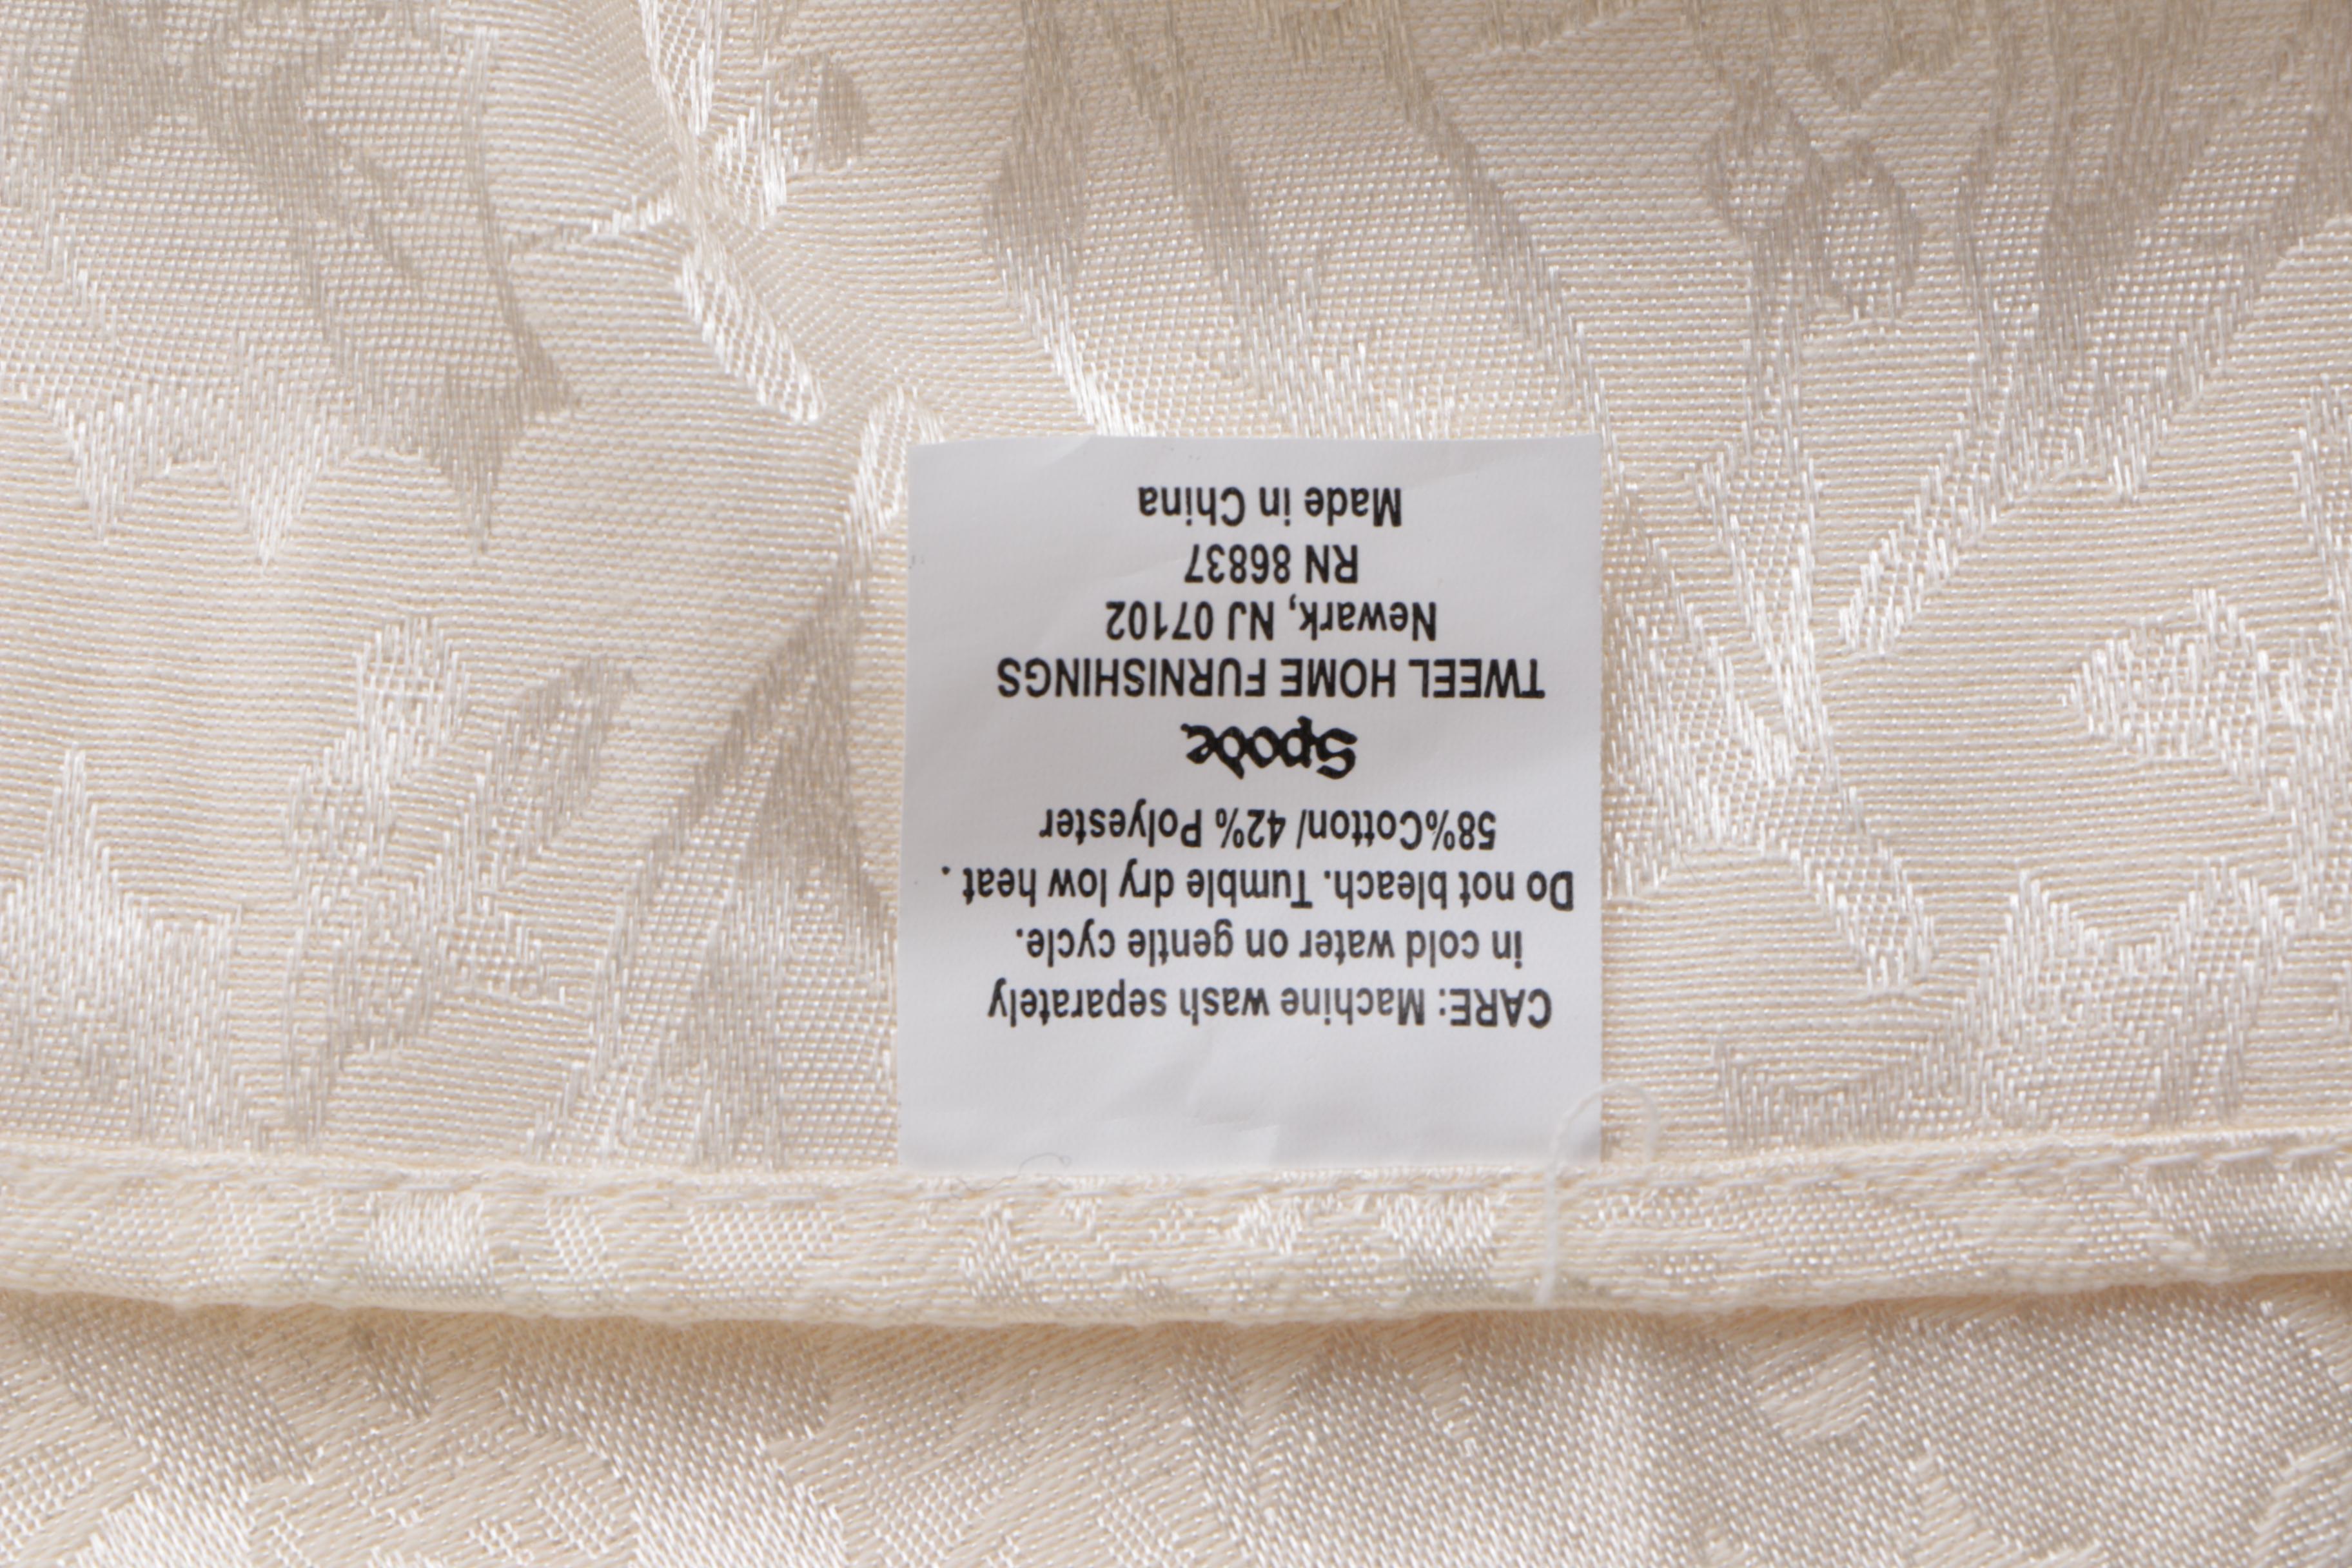 CARE: Machine wash separately
in cold water on gentle cycle.
Do not bleach. Tumble dry low heat .
58%Cotton/ 42% Polyester
Spode
TWEEL HOME FURNISHINGS
Newark, NJ 07102
RN 86837
Made in China